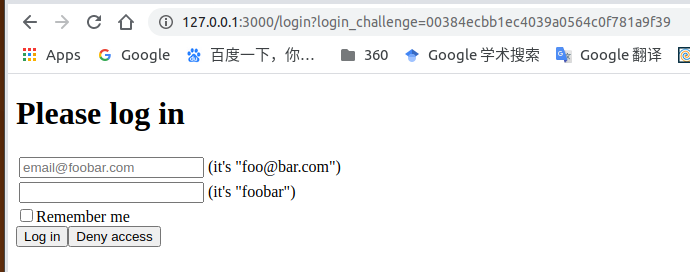 127.0.0.1:3000/login?login_challenge=00384ecbb1ec4039a0564c0f781a9f39
Apps Google 百度一下，你… 360 Google 学术搜索 Google 翻译
Please log in
email@foobar.com (it's "foo@bar.com")
(it's "foobar")
Remember me
Log in Deny access